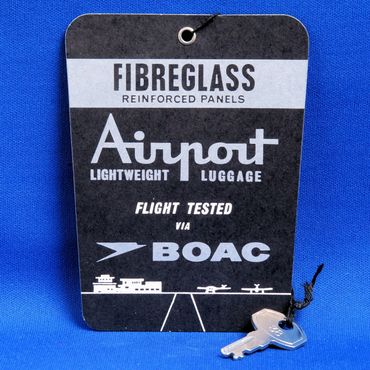 FIBREGLASS
REINFORCED PANELS
Airport
LIGHTWEIGHT LUGGAGE
FLIGHT TESTED
VIA
BOAC